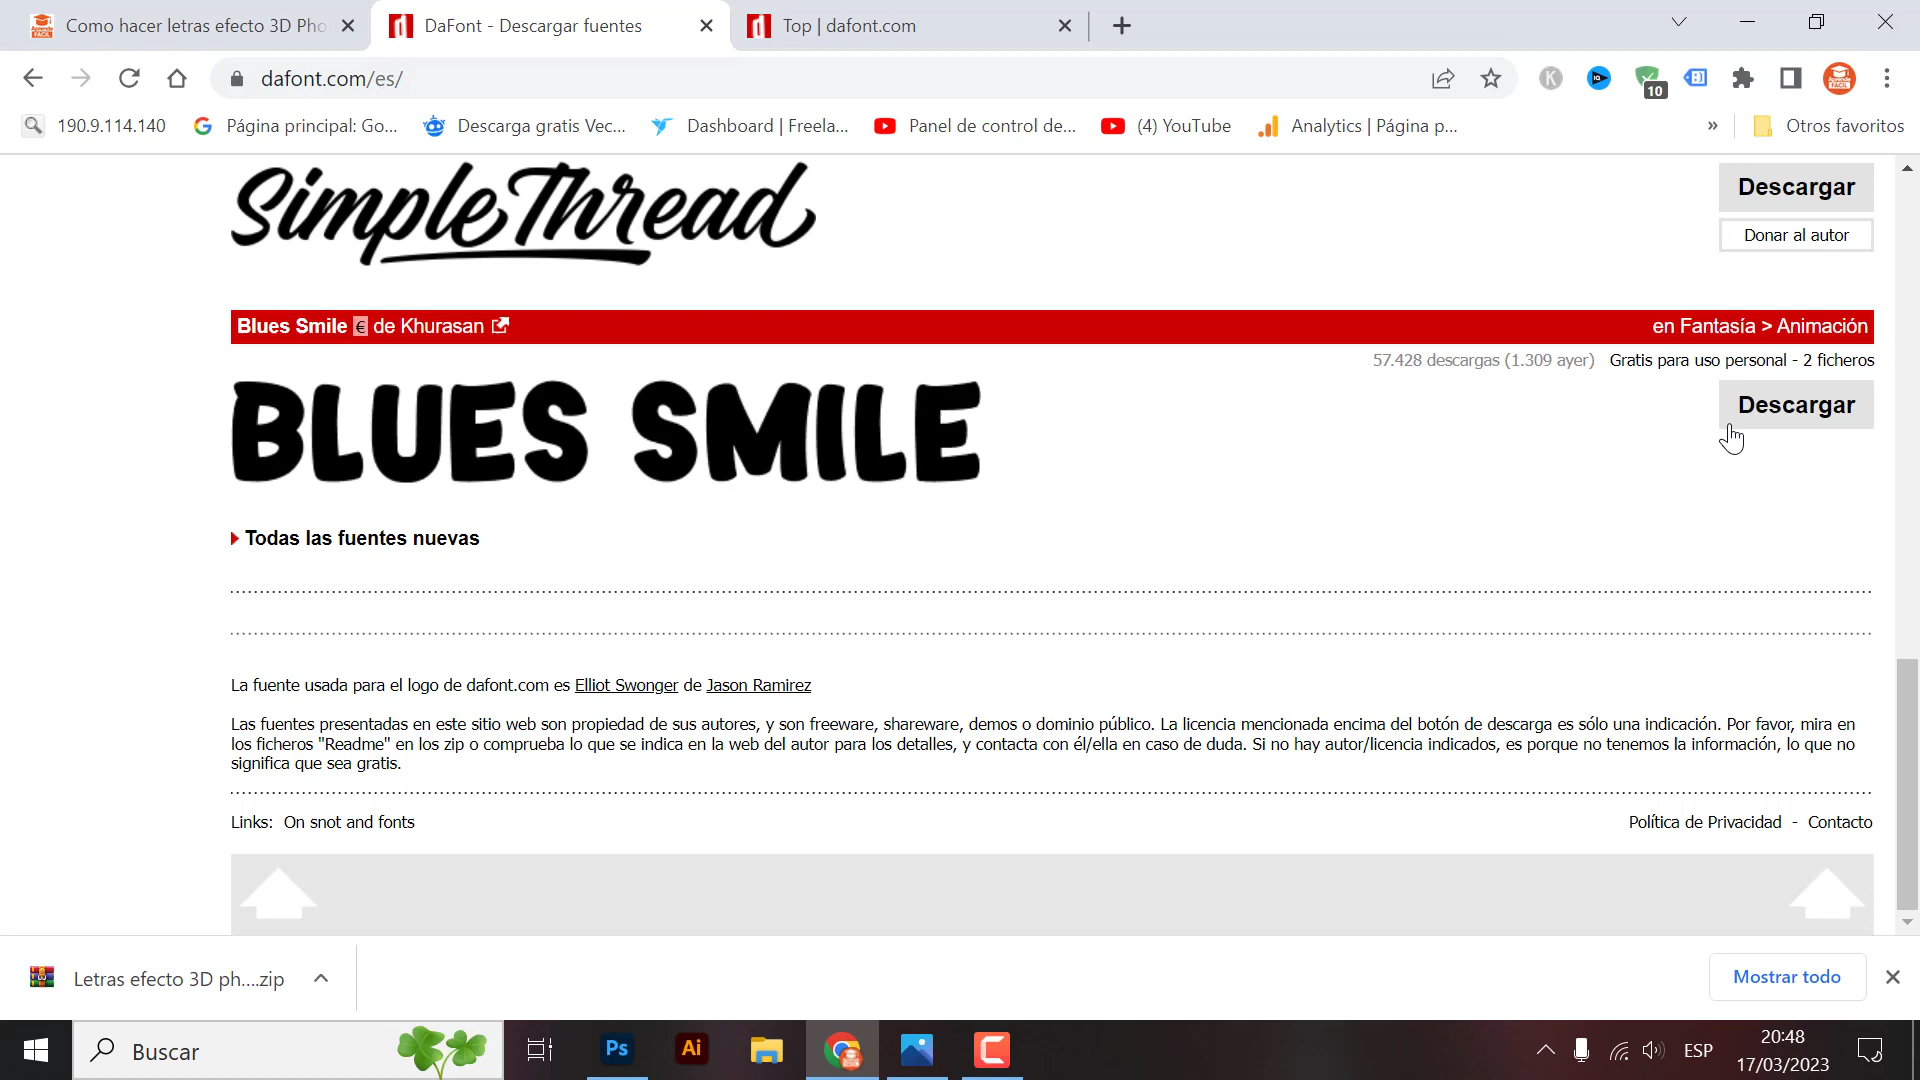 Como hacer letras efecto 3D Pho
DaFont - Descargar fuentes
Top | dafont.com
dafont.com/es/
10
190.9.114.140
Página principal: Go...
Descarga gratis Vec...
Dashboard | Freela...
Panel de control de...
(4) YouTube
Analytics | Página p...
»
Otros favoritos
Simple Thread
Descargar
Donar al autor
Blues Smile € de Khurasan
en Fantasía > Animación
57.428 descargas (1.309 ayer) Gratis para uso personal - 2 ficheros
BLUES SMILE
Descargar
Todas las fuentes nuevas
La fuente usada para el logo de dafont.com es Elliot Swonger de Jason Ramirez
Las fuentes presentadas en este sitio web son propiedad de sus autores, y son freeware, shareware, demos o dominio público. La licencia mencionada encima del botón de descarga es sólo una indicación. Por favor, mira en
los ficheros "Readme" en los zip o comprueba lo que se indica en la web del autor para los detalles, y contacta con él/ella en caso de duda. Si no hay autor/licencia indicados, es porque no tenemos la información, lo que no
significa que sea gratis.
Links: On snot and fonts
Política de Privacidad - Contacto
Letras efecto 3D ph....zip
Mostrar todo
Buscar
Ps
Ai
ESP
20:48
17/03/2023